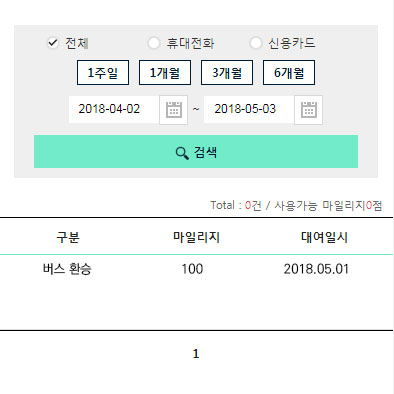 전체 휴대전화 신용카드
1주일 1개월 3개월 6개월
2018-04-02 ~ 2018-05-03
검색
Total : 0건 / 사용가능 마일리지0점
구분 마일리지 대여일시
버스 환승 100 2018.05.01
1